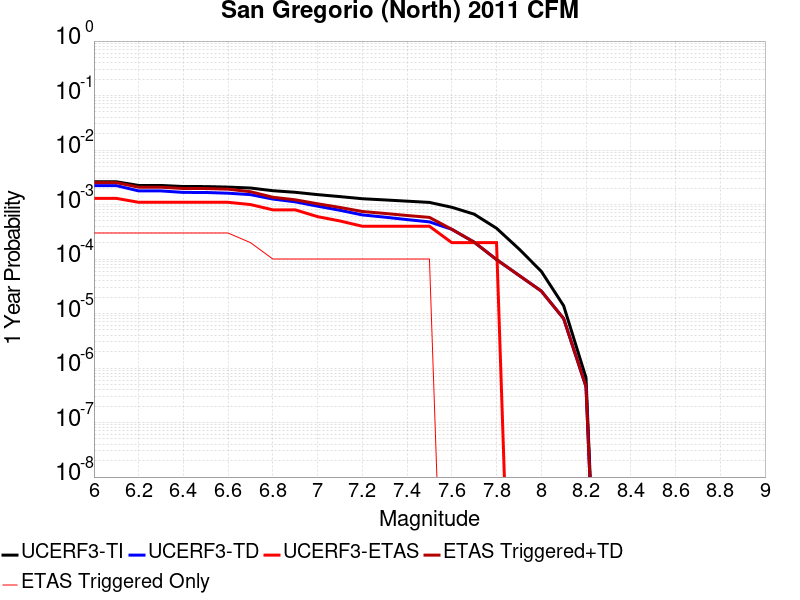 San Gregorio (North) 2011 CFM
10^0
10^-1
10^-2
10^-3
10^-4
10^-5
10^-6
10^-7
10^-8
1 Year Probability
6 6.2 6.4 6.6 6.8 7 7.2 7.4 7.6 7.8 8 8.2 8.4 8.6 8.8 9
Magnitude
UCERF3-TI UCERF3-TD UCERF3-ETAS ETAS Triggered+TD
ETAS Triggered Only